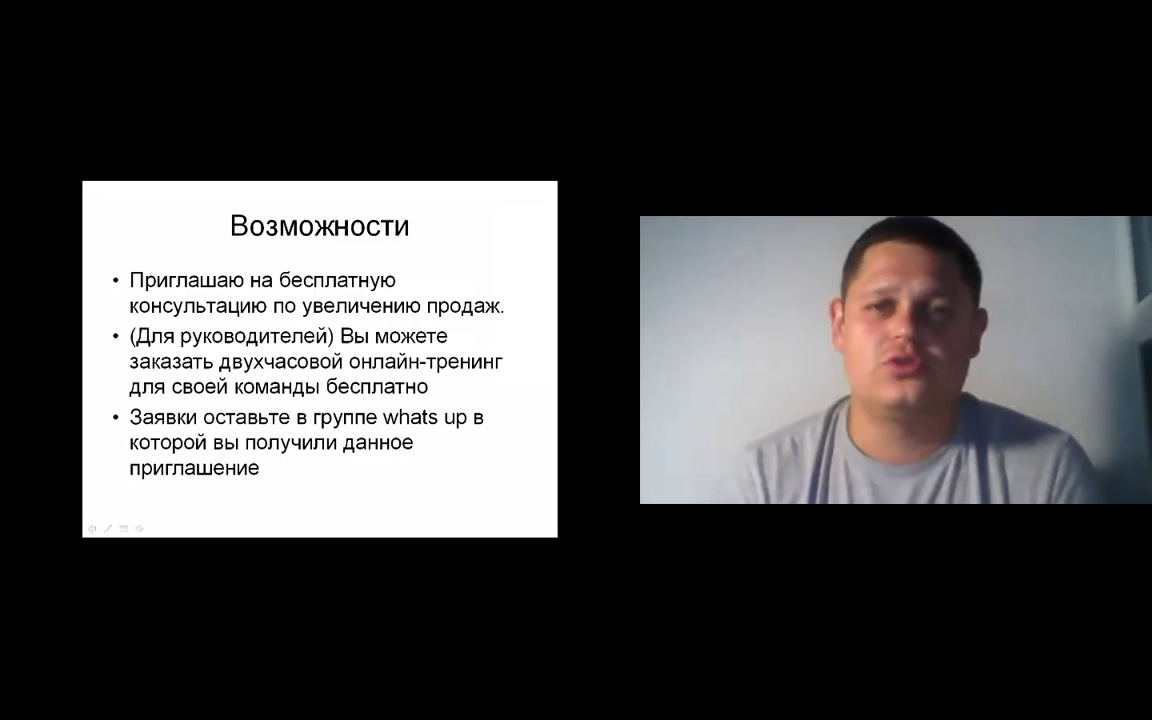 Возможности
• Приглашаю на бесплатную
консультацию по увеличению продаж.
• (Для руководителей) Вы можете
заказать двухчасовой онлайн-тренинг
для своей команды бесплатно
• Заявки оставьте в группе whats up в
которой вы получили данное
приглашение